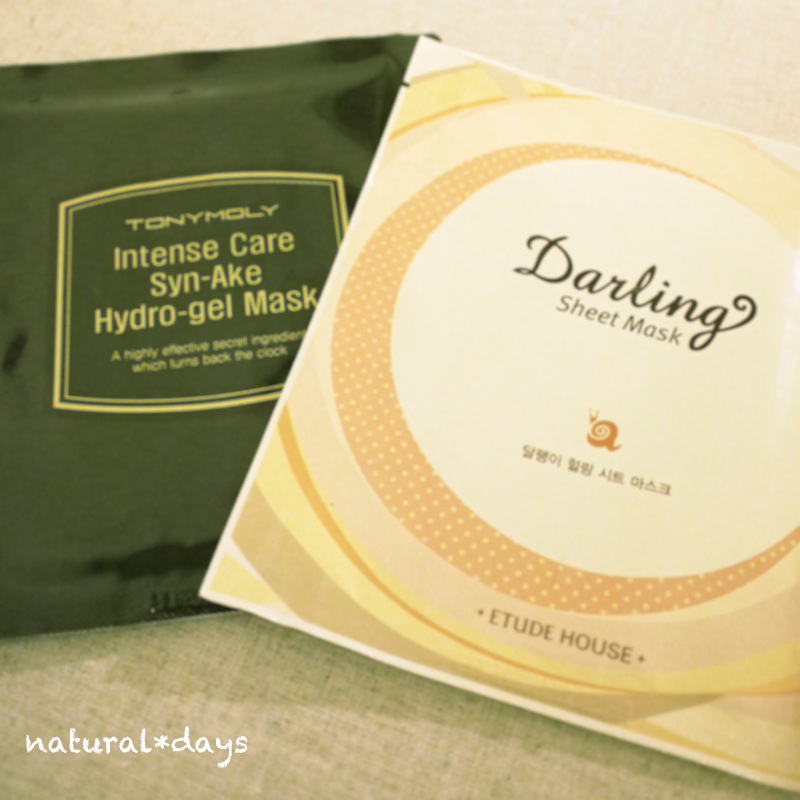 TONYMOLY
Intense Care
Syn-Ake
Hydro-gel Mask
A highly effective secret ingredient
which turns back the clock
Darling
Sheet Mask
달팽이 힐링 시트 마스크
• ETUDE HOUSE •
natural*days